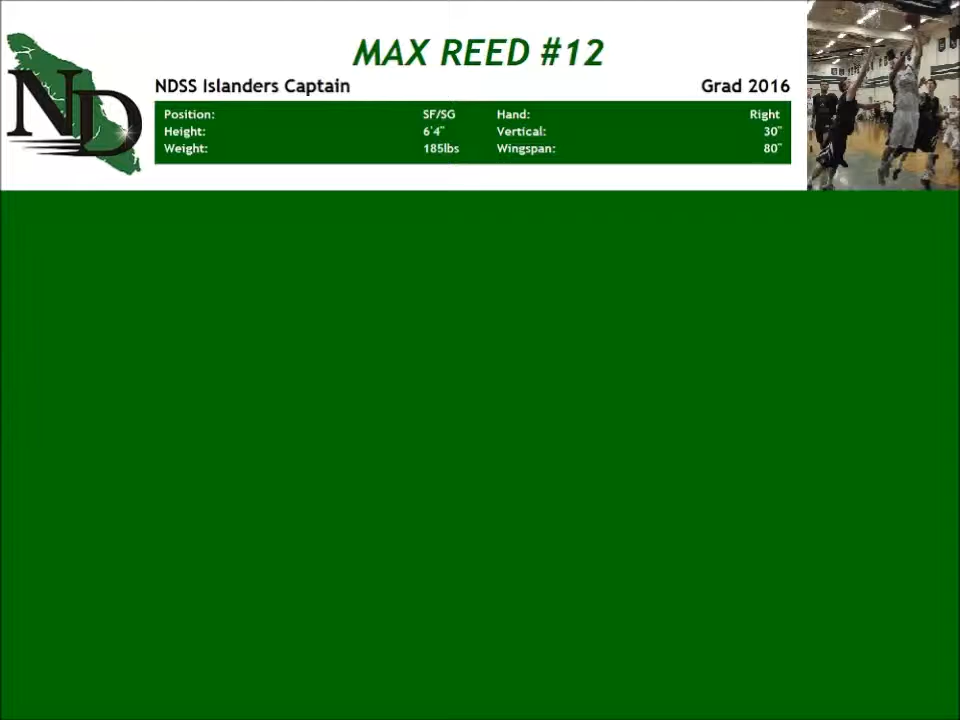 MAX REED #12
NDSS Islanders Captain Grad 2016
Position: SF/SG Hand: Right
Height: 6'4" Vertical: 30"
Weight: 185lbs Wingspan: 80"
ND